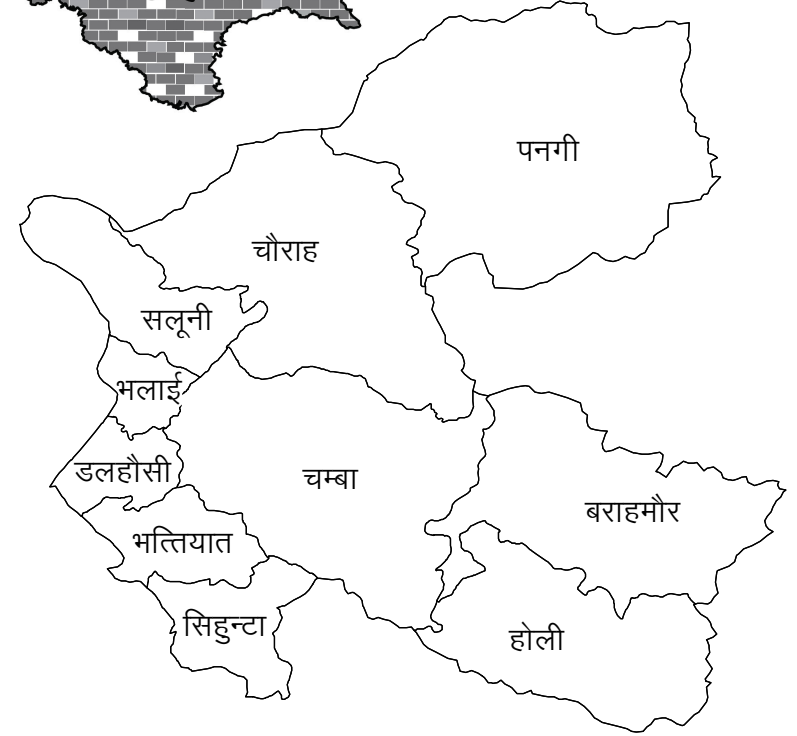 पनगी
चौराह
सलूनी
भलाई
डलहौसी
चम्बा
बराहमौर
भत्तियात
सिहुन्टा
होली